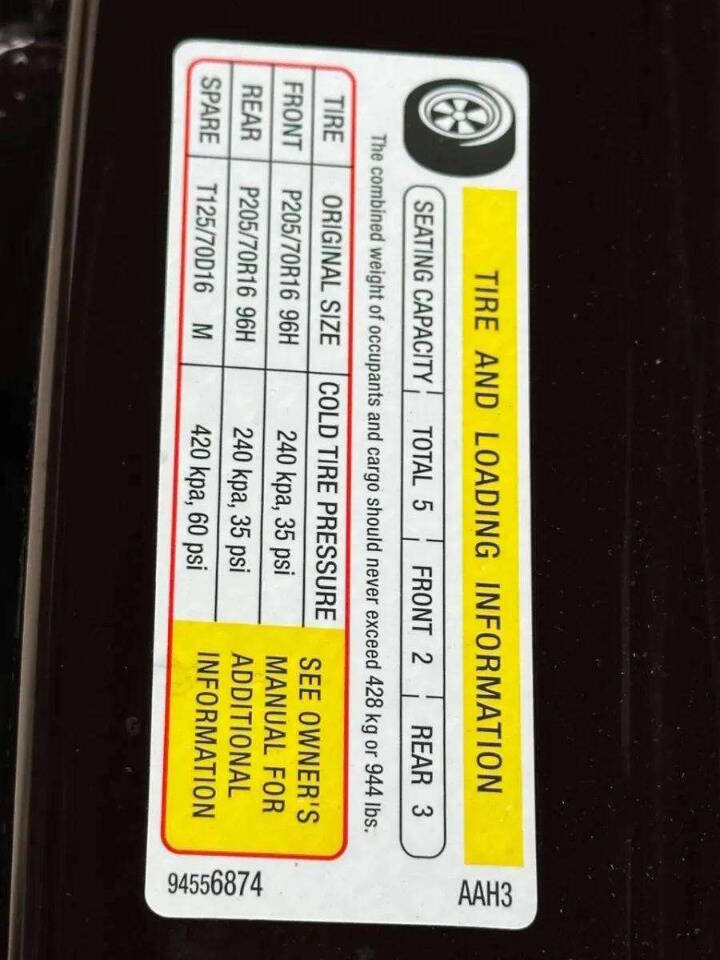 TIRE AND LOADING INFORMATION AAH3
SEATING CAPACITY TOTAL 5 FRONT 2 REAR 3
The combined weight of occupants and cargo should never exceed 428 kg or 944 lbs.
TIRE ORIGINAL SIZE COLD TIRE PRESSURE
FRONT P205/70R16 96H 240 kpa, 35 psi
REAR P205/70R16 96H 240 kpa, 35 psi
SPARE T125/70D16 M 420 kpa, 60 psi
SEE OWNER'S
MANUAL FOR
ADDITIONAL
INFORMATION
94556874